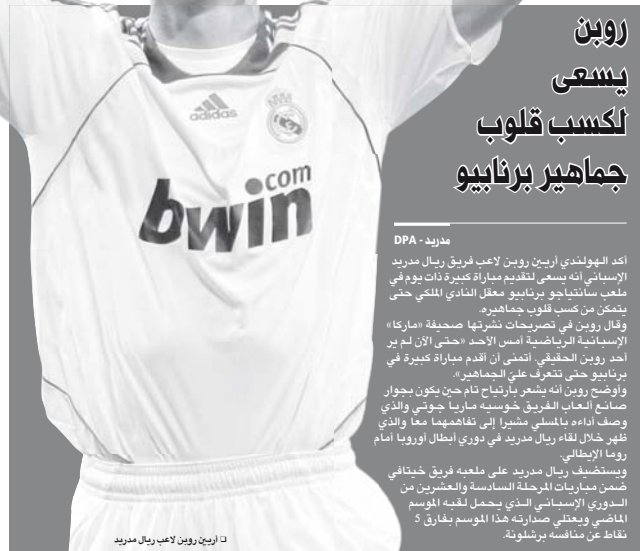 روبن
يسعى
لكسب قلوب
جماهير برنابيو
مدريد - DPA
أكد الهولندي أريين روبن لاعب فريق ريال مدريد
الإسباني أنه يسعى لتقديم مباراة كبيرة ذات يوم في
ملعب سانتياجو برنابيو معقل النادي الملكي حتى
يتمكن من كسب قلوب جماهيره.
وقال روبن في تصريحات نشرتها صحيفة «ماركا»
الإسبانية الرياضية أمس الأحد «حتى الآن لم ير
أحد روبن الحقيقي. أتمنى أن أقدم مباراة كبيرة في
برنابيو حتى تتعرف عليّ الجماهير».
وأوضح روبن أنه يشعر بارتياح تام حين يكون بجوار
صانع ألعاب الفريق خوسيه ماريا جوتي والذي
وصف أداءه بالمسلي مشيرا إلى تفاهمهما معا والذي
ظهر خلال لقاء ريال مدريد في دوري أبطال أوروبا أمام
روما الإيطالي.
ويستضيف ريال مدريد على ملعبه فريق خيتافي
ضمن مباريات المرحلة السادسة والعشرين من
الدوري الإسباني الذي يحمل لقبه الموسم
الماضي ويعتلي صدارته هذا الموسم بفارق 5
نقاط عن منافسه برشلونة.
adidas
bwin.com
□ أريين روبن لاعب ريال مدريد